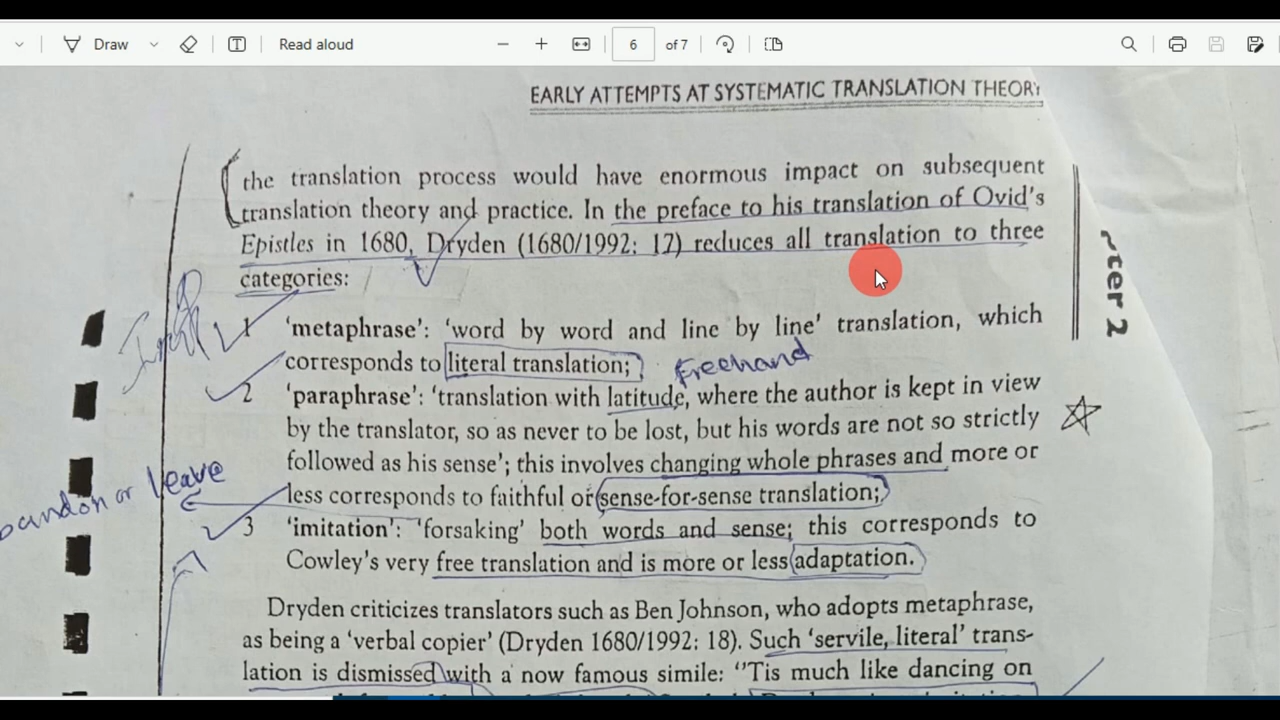 Draw
Read aloud
6 of 7
EARLY ATTEMPTS AT SYSTEMATIC TRANSLATION THEORY
the translation process would have enormous impact on subsequent
translation theory and practice. In the preface to his translation of Ovid's
Epistles in 1680, Dryden (1680/1992: 17) reduces all translation to three
categories:
rter 2
1 'metaphrase': 'word by word and line by line' translation, which
corresponds to literal translation;
Freehand
2 'paraphrase': 'translation with latitude, where the author is kept in view
by the translator, so as never to be lost, but his words are not so strictly
followed as his sense'; this involves changing whole phrases and more or
less corresponds to faithful or sense-for-sense translation;
bandon or leave
3 'imitation': 'forsaking' both words and sense; this corresponds to
Cowley's very free translation and is more or less adaptation.
Dryden criticizes translators such as Ben Johnson, who adopts metaphrase,
as being a 'verbal copier' (Dryden 1680/1992: 18). Such 'servile, literal' trans-
lation is dismissed with a now famous simile: "Tis much like dancing on